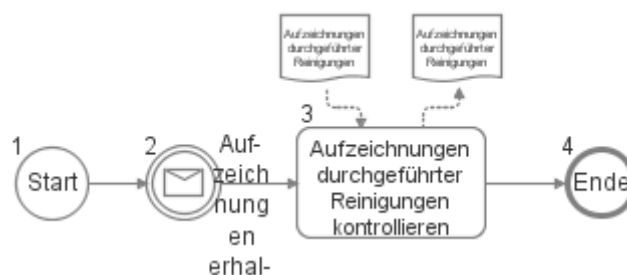 Aufzeichnungen
durchgeführter
Reinigungen
Aufzeichnungen
durchgeführter
Reinigungen
1
Start
2
Auf-
zeich
nung
en
erhal-
3
Aufzeichnungen
durchgeführter
Reinigungen
kontrollieren
4
Ende